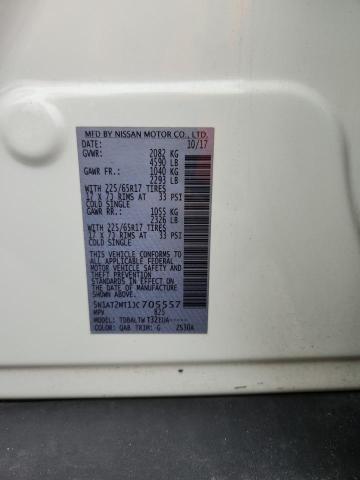 MFD BY NISSAN MOTOR CO., LTD.
DATE: 10/17
GVWR: 2082 KG
4590 LB
GAWR FR.: 1040 KG
2293 LB
WITH 225/65R17 TIRES
17 X 7J RIMS AT 33 PSI
COLD SINGLE
GAWR RR.: 1055 KG
2326 LB
WITH 225/65R17 TIRES
17 X 7J RIMS AT 33 PSI
COLD SINGLE
THIS VEHICLE CONFORMS TO ALL
APPLICABLE FEDERAL MOTOR
VEHICLE SAFETY STANDARDS
IN EFFECT ON THE DATE OF
MANUFACTURE SHOWN ABOVE.
5N1AT2MT1JC705557
MPV 825
MODEL:
COLOR: QAB TRIM: G